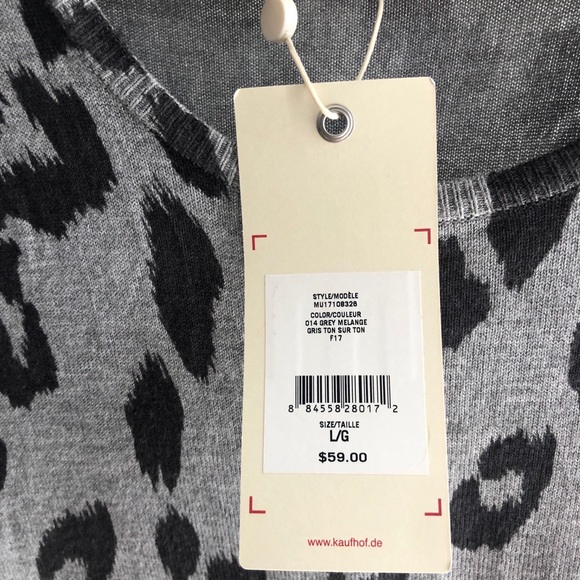 STYLE/MODÈLE
MU17108326
COLOR/COULEUR
014 GREY MELANGE
GRIS TON SUR TON
F17
8 84558 28017 2
SIZE/TAILLE
L/G
$59.00
www.kaufhof.de